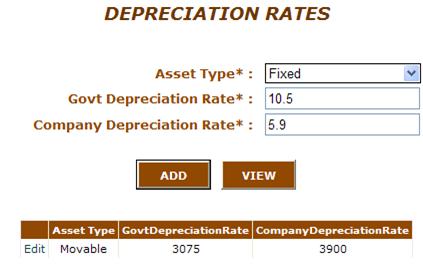 DEPRECIATION RATES
Asset Type* : Fixed
Govt Depreciation Rate* : 10.5
Company Depreciation Rate* : 5.9
ADD VIEW
Asset Type GovtDepreciationRate CompanyDepreciationRate
Edit Movable 3075 3900